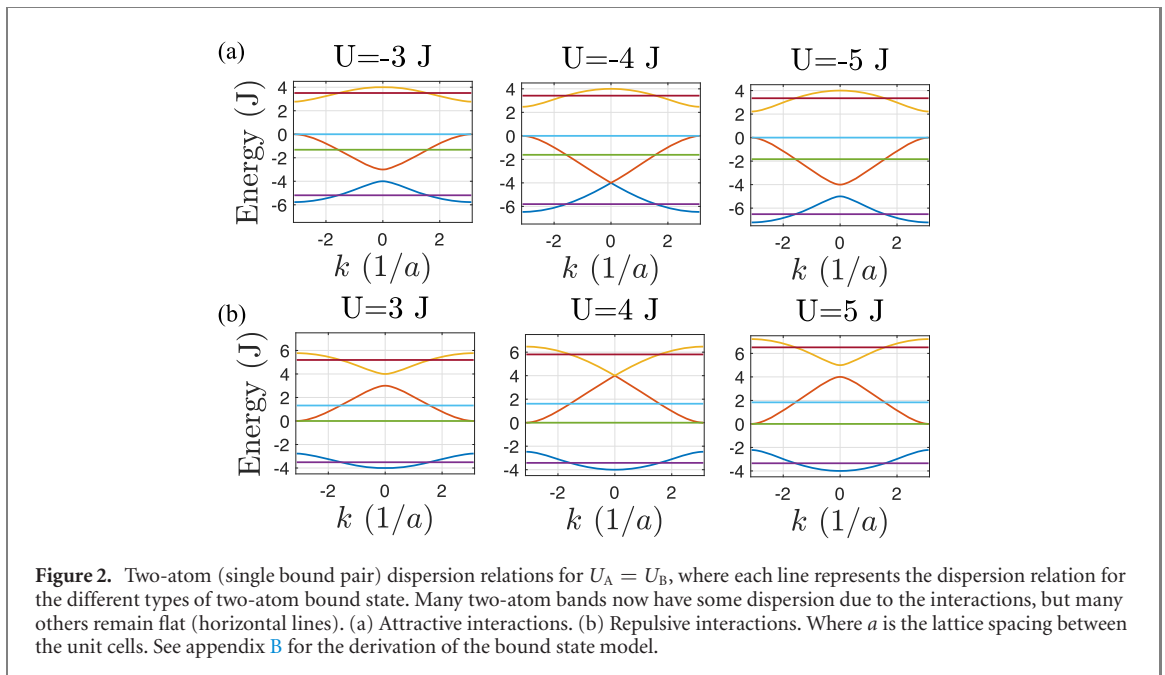 (a)
U=-3 J
U=-4 J
U=-5 J
Energy (J)
4
2
0
-2
-4
-6
4
2
0
-2
-4
-6
4
2
0
-2
-4
-6
-2 0 2
-2 0 2
-2 0 2
k (1/a)
k (1/a)
k (1/a)
(b)
U=3 J
U=4 J
U=5 J
Energy (J)
6
4
2
0
-2
-4
6
4
2
0
-2
-4
6
4
2
0
-2
-4
-2 0 2
-2 0 2
-2 0 2
k (1/a)
k (1/a)
k (1/a)
Figure 2. Two-atom (single bound pair) dispersion relations for U_A = U_B, where each line represents the dispersion relation for
the different types of two-atom bound state. Many two-atom bands now have some dispersion due to the interactions, but many
others remain flat (horizontal lines). (a) Attractive interactions. (b) Repulsive interactions. Where a is the lattice spacing between
the unit cells. See appendix B for the derivation of the bound state model.